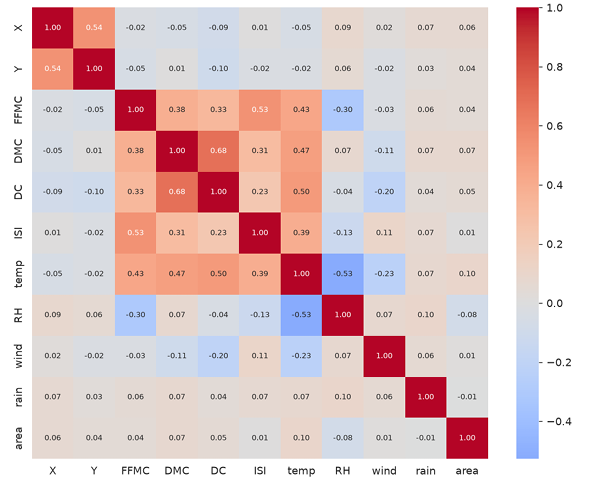 X 1.00 0.54 -0.02 -0.05 -0.09 0.01 -0.05 0.09 0.02 0.07 0.06
Y 0.54 1.00 -0.05 0.01 -0.10 -0.02 -0.02 0.06 -0.02 0.03 0.04
FFMC -0.02 -0.05 1.00 0.38 0.33 0.53 0.43 -0.30 -0.03 0.06 0.04
DMC -0.05 0.01 0.38 1.00 0.68 0.31 0.47 0.07 -0.11 0.07 0.07
DC -0.09 -0.10 0.33 0.68 1.00 0.23 0.50 -0.04 -0.20 0.04 0.05
ISI 0.01 -0.02 0.53 0.31 0.23 1.00 0.39 -0.13 0.11 0.07 0.01
temp -0.05 -0.02 0.43 0.47 0.50 0.39 1.00 -0.53 -0.23 0.07 0.10
RH 0.09 0.06 -0.30 0.07 -0.04 -0.13 -0.53 1.00 0.07 0.10 -0.08
wind 0.02 -0.02 -0.03 -0.11 -0.20 0.11 -0.23 0.07 1.00 0.06 0.01
rain 0.07 0.03 0.06 0.07 0.04 0.07 0.07 0.10 0.06 1.00 -0.01
area 0.06 0.04 0.04 0.07 0.05 0.01 0.10 -0.08 0.01 -0.01 1.00
X Y FFMC DMC DC ISI temp RH wind rain area
1.0
0.8
0.6
0.4
0.2
0.0
−0.2
−0.4